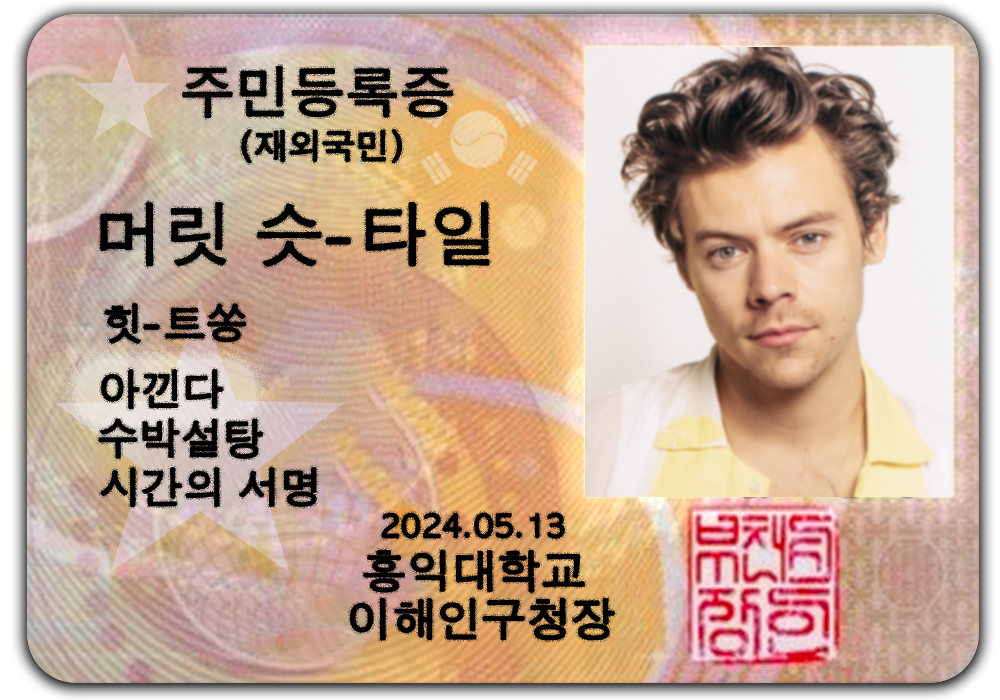 주민등록증
(재외국민)
머릿 슷-타일
힛-트쏭
아낀다
수박설탕
시간의 서명
2024.05.13
홍익대학교
이해인구청장